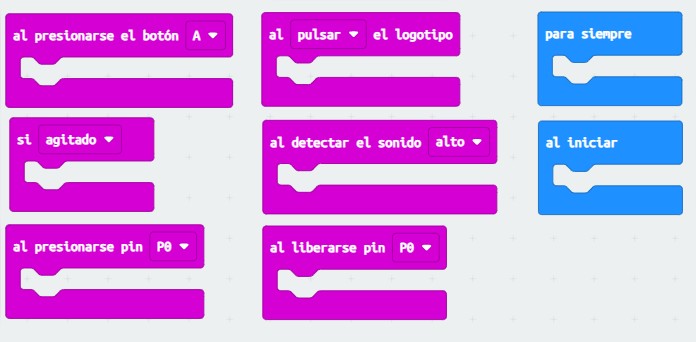 al presionarse el botón A
al pulsar el logotipo
para siempre
si agitado
al detectar el sonido alto
al iniciar
al presionarse pin P0
al liberarse pin P0